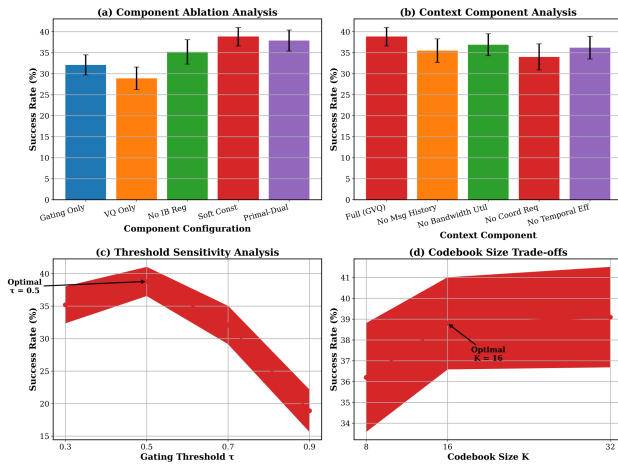 (a) Component Ablation Analysis
Success Rate (%)
40
35
30
25
20
15
10
5
0
Gating Only
VQ Only
No IB Reg
Soft Const
Primal-Dual
Component Configuration
(b) Context Component Analysis
Success Rate (%)
40
35
30
25
20
15
10
5
0
Full (GVQ)
No Msg History
No Bandwidth Util
No Coord Req
No Temporal Eff
Context Component
(c) Threshold Sensitivity Analysis
Success Rate (%)
40
35
30
25
20
15
Optimal
τ = 0.5
0.3
0.5
0.7
0.9
Gating Threshold τ
(d) Codebook Size Trade-offs
Success Rate (%)
41
40
39
38
37
36
35
34
Optimal
K = 16
8
16
32
Codebook Size K